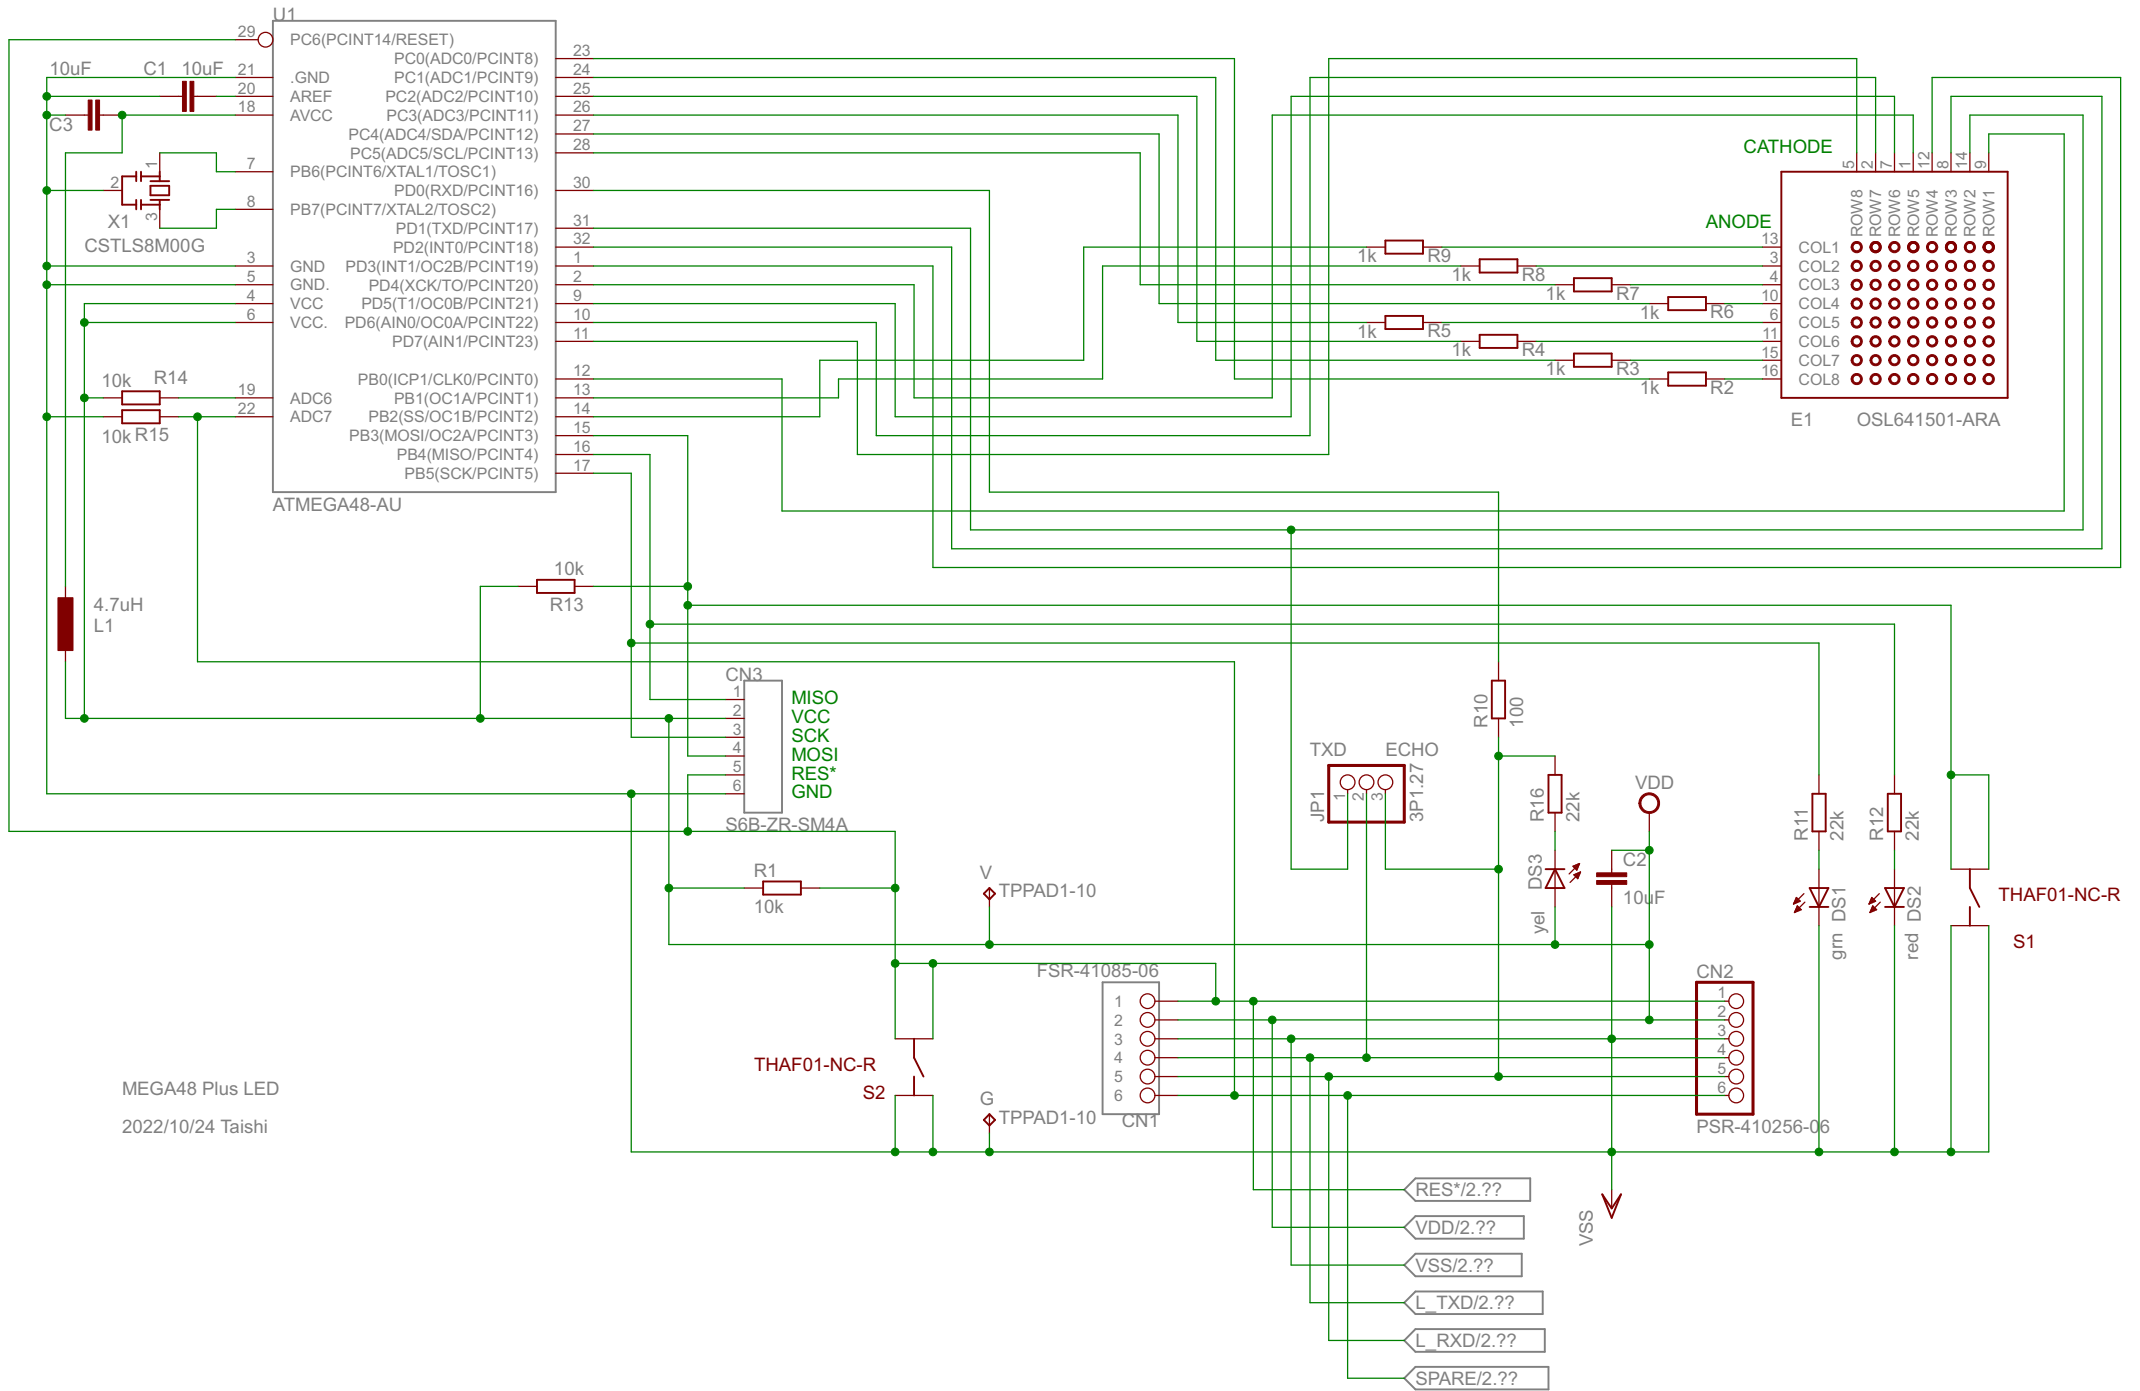 U1
29
PC6(PCINT14/RESET)
23
PC0(ADC0/PCINT8)
10uF
C1
10uF
21
.GND
24
PC1(ADC1/PCINT9)
20
AREF
25
PC2(ADC2/PCINT10)
C3
18
AVCC
26
PC3(ADC3/PCINT11)
27
PC4(ADC4/SDA/PCINT12)
28
PC5(ADC5/SCL/PCINT13)
7
PB6(PCINT6/XTAL1/TOSC1)
30
PD0(RXD/PCINT16)
8
PB7(PCINT7/XTAL2/TOSC2)
1
2
3
X1
CSTLS8M00G
31
PD1(TXD/PCINT17)
32
PD2(INT0/PCINT18)
3
GND
1
PD3(INT1/OC2B/PCINT19)
5
GND.
2
PD4(XCK/TO/PCINT20)
4
VCC
9
PD5(T1/OC0B/PCINT21)
6
VCC.
10
PD6(AIN0/OC0A/PCINT22)
11
PD7(AIN1/PCINT23)
12
PB0(ICP1/CLK0/PCINT0)
10k
R14
19
ADC6
13
PB1(OC1A/PCINT1)
10k
R15
22
ADC7
14
PB2(SS/OC1B/PCINT2)
15
PB3(MOSI/OC2A/PCINT3)
16
PB4(MISO/PCINT4)
17
PB5(SCK/PCINT5)
ATMEGA48-AU
CATHODE
5
2
7
1
12
8
14
9
ROW8
ROW7
ROW6
ROW5
ROW4
ROW3
ROW2
ROW1
ANODE
1k
R9
13
COL1
1k
R8
3
COL2
1k
R7
4
COL3
1k
R6
10
COL4
1k
R5
6
COL5
1k
R4
11
COL6
1k
R3
15
COL7
1k
R2
16
COL8
E1
OSL641501-ARA
10k
R13
4.7uH
L1
CN3
1
MISO
2
VCC
3
SCK
4
MOSI
5
RES*
6
GND
S6B-ZR-SM4A
R10
100
TXD
ECHO
JP1
1
2
3
3P1.27
R16
22k
VDD
DS3
yel
C2
10uF
R11
22k
R12
22k
DS1
grn
DS2
red
THAF01-NC-R
S1
R1
10k
V
TPPAD1-10
FSR-41085-06
1
2
3
4
5
6
CN1
CN2
1
2
3
4
5
6
PSR-410256-06
THAF01-NC-R
S2
G
TPPAD1-10
MEGA48 Plus LED
2022/10/24 Taishi
VSS
RES*/2.??
VDD/2.??
VSS/2.??
L_TXD/2.??
L_RXD/2.??
SPARE/2.??